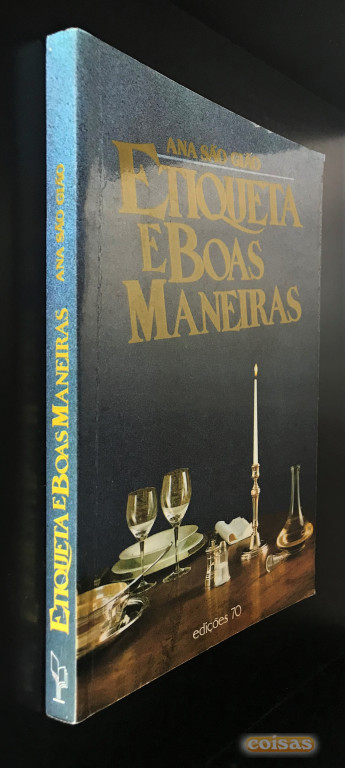 ANA SÃO GIÃO
ETIQUETA
E BOAS
MANEIRAS
edições 70
ETIQUETA E BOAS MANEIRAS ANA SÃO GIÃO
coisas